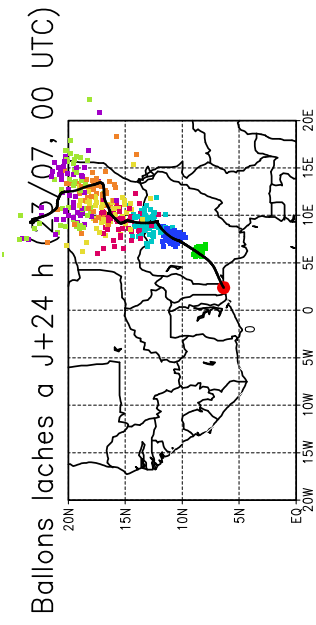 Ballons laches a J+24 h (23/07, 00 UTC)
20N
15N
10N
5N
EQ
20W
15W
10W
5W
0
5E
10E
15E
20E
0